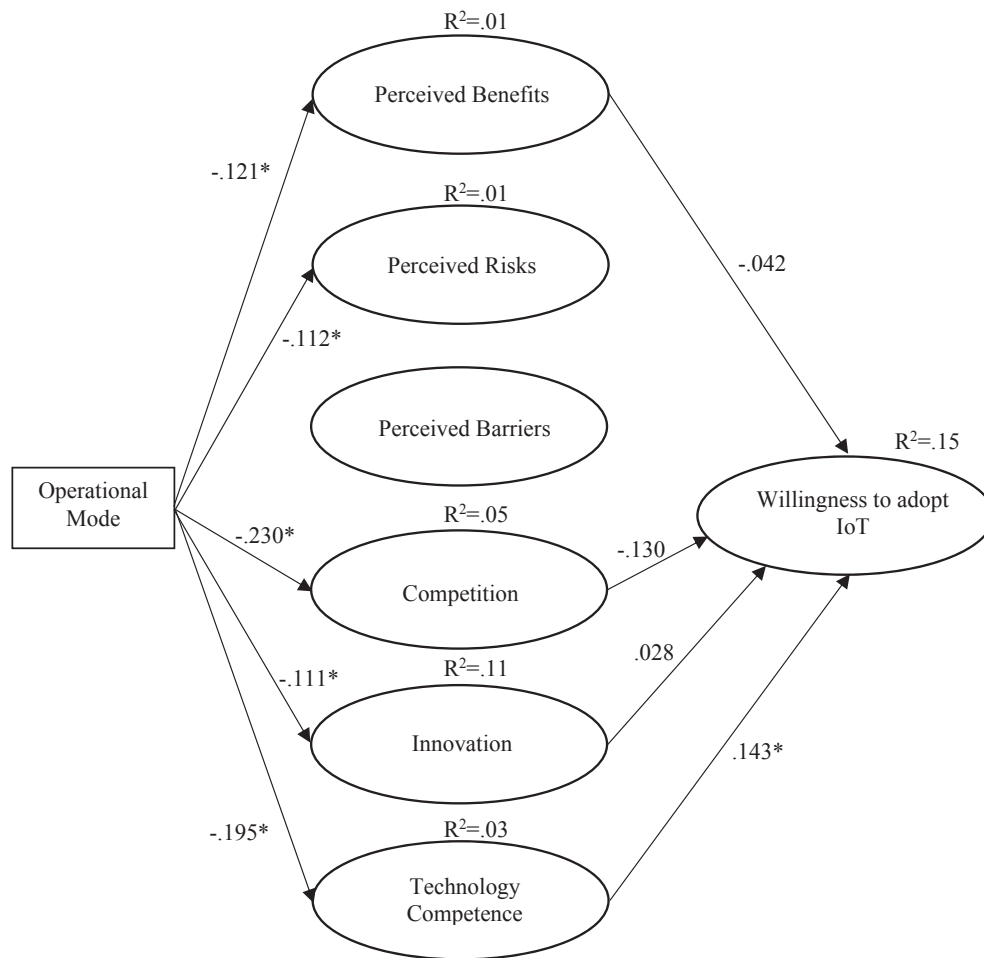 R²=.01
Perceived Benefits
-.121*
R²=.01
Perceived Risks
-.042
-.112*
Perceived Barriers
R²=.15
Operational
Mode
Willingness to adopt
IoT
R²=.05
-.230*
-.130
Competition
R²=.11
.028
-.111*
Innovation
.143*
R²=.03
-.195*
Technology
Competence